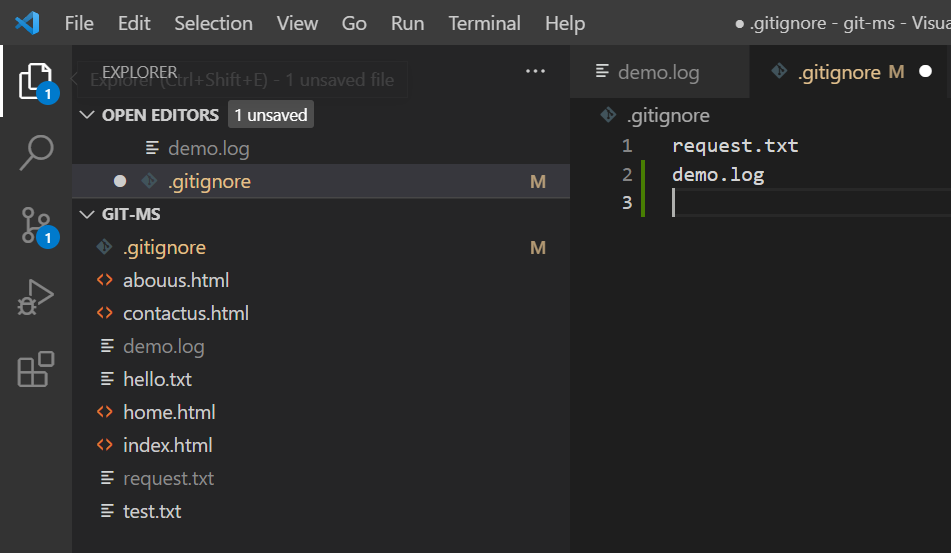 File Edit Selection View Go Run Terminal Help ● .gitignore - git-ms - Visua
EXPLORER
Explorer (Ctrl+Shift+E) - 1 unsaved file
demo.log
.gitignore M
1
OPEN EDITORS 1 unsaved
demo.log
.gitignore M
GIT-MS
.gitignore M
abouus.html
contactus.html
demo.log
hello.txt
home.html
index.html
request.txt
test.txt
1
.gitignore
1 request.txt
2 demo.log
3